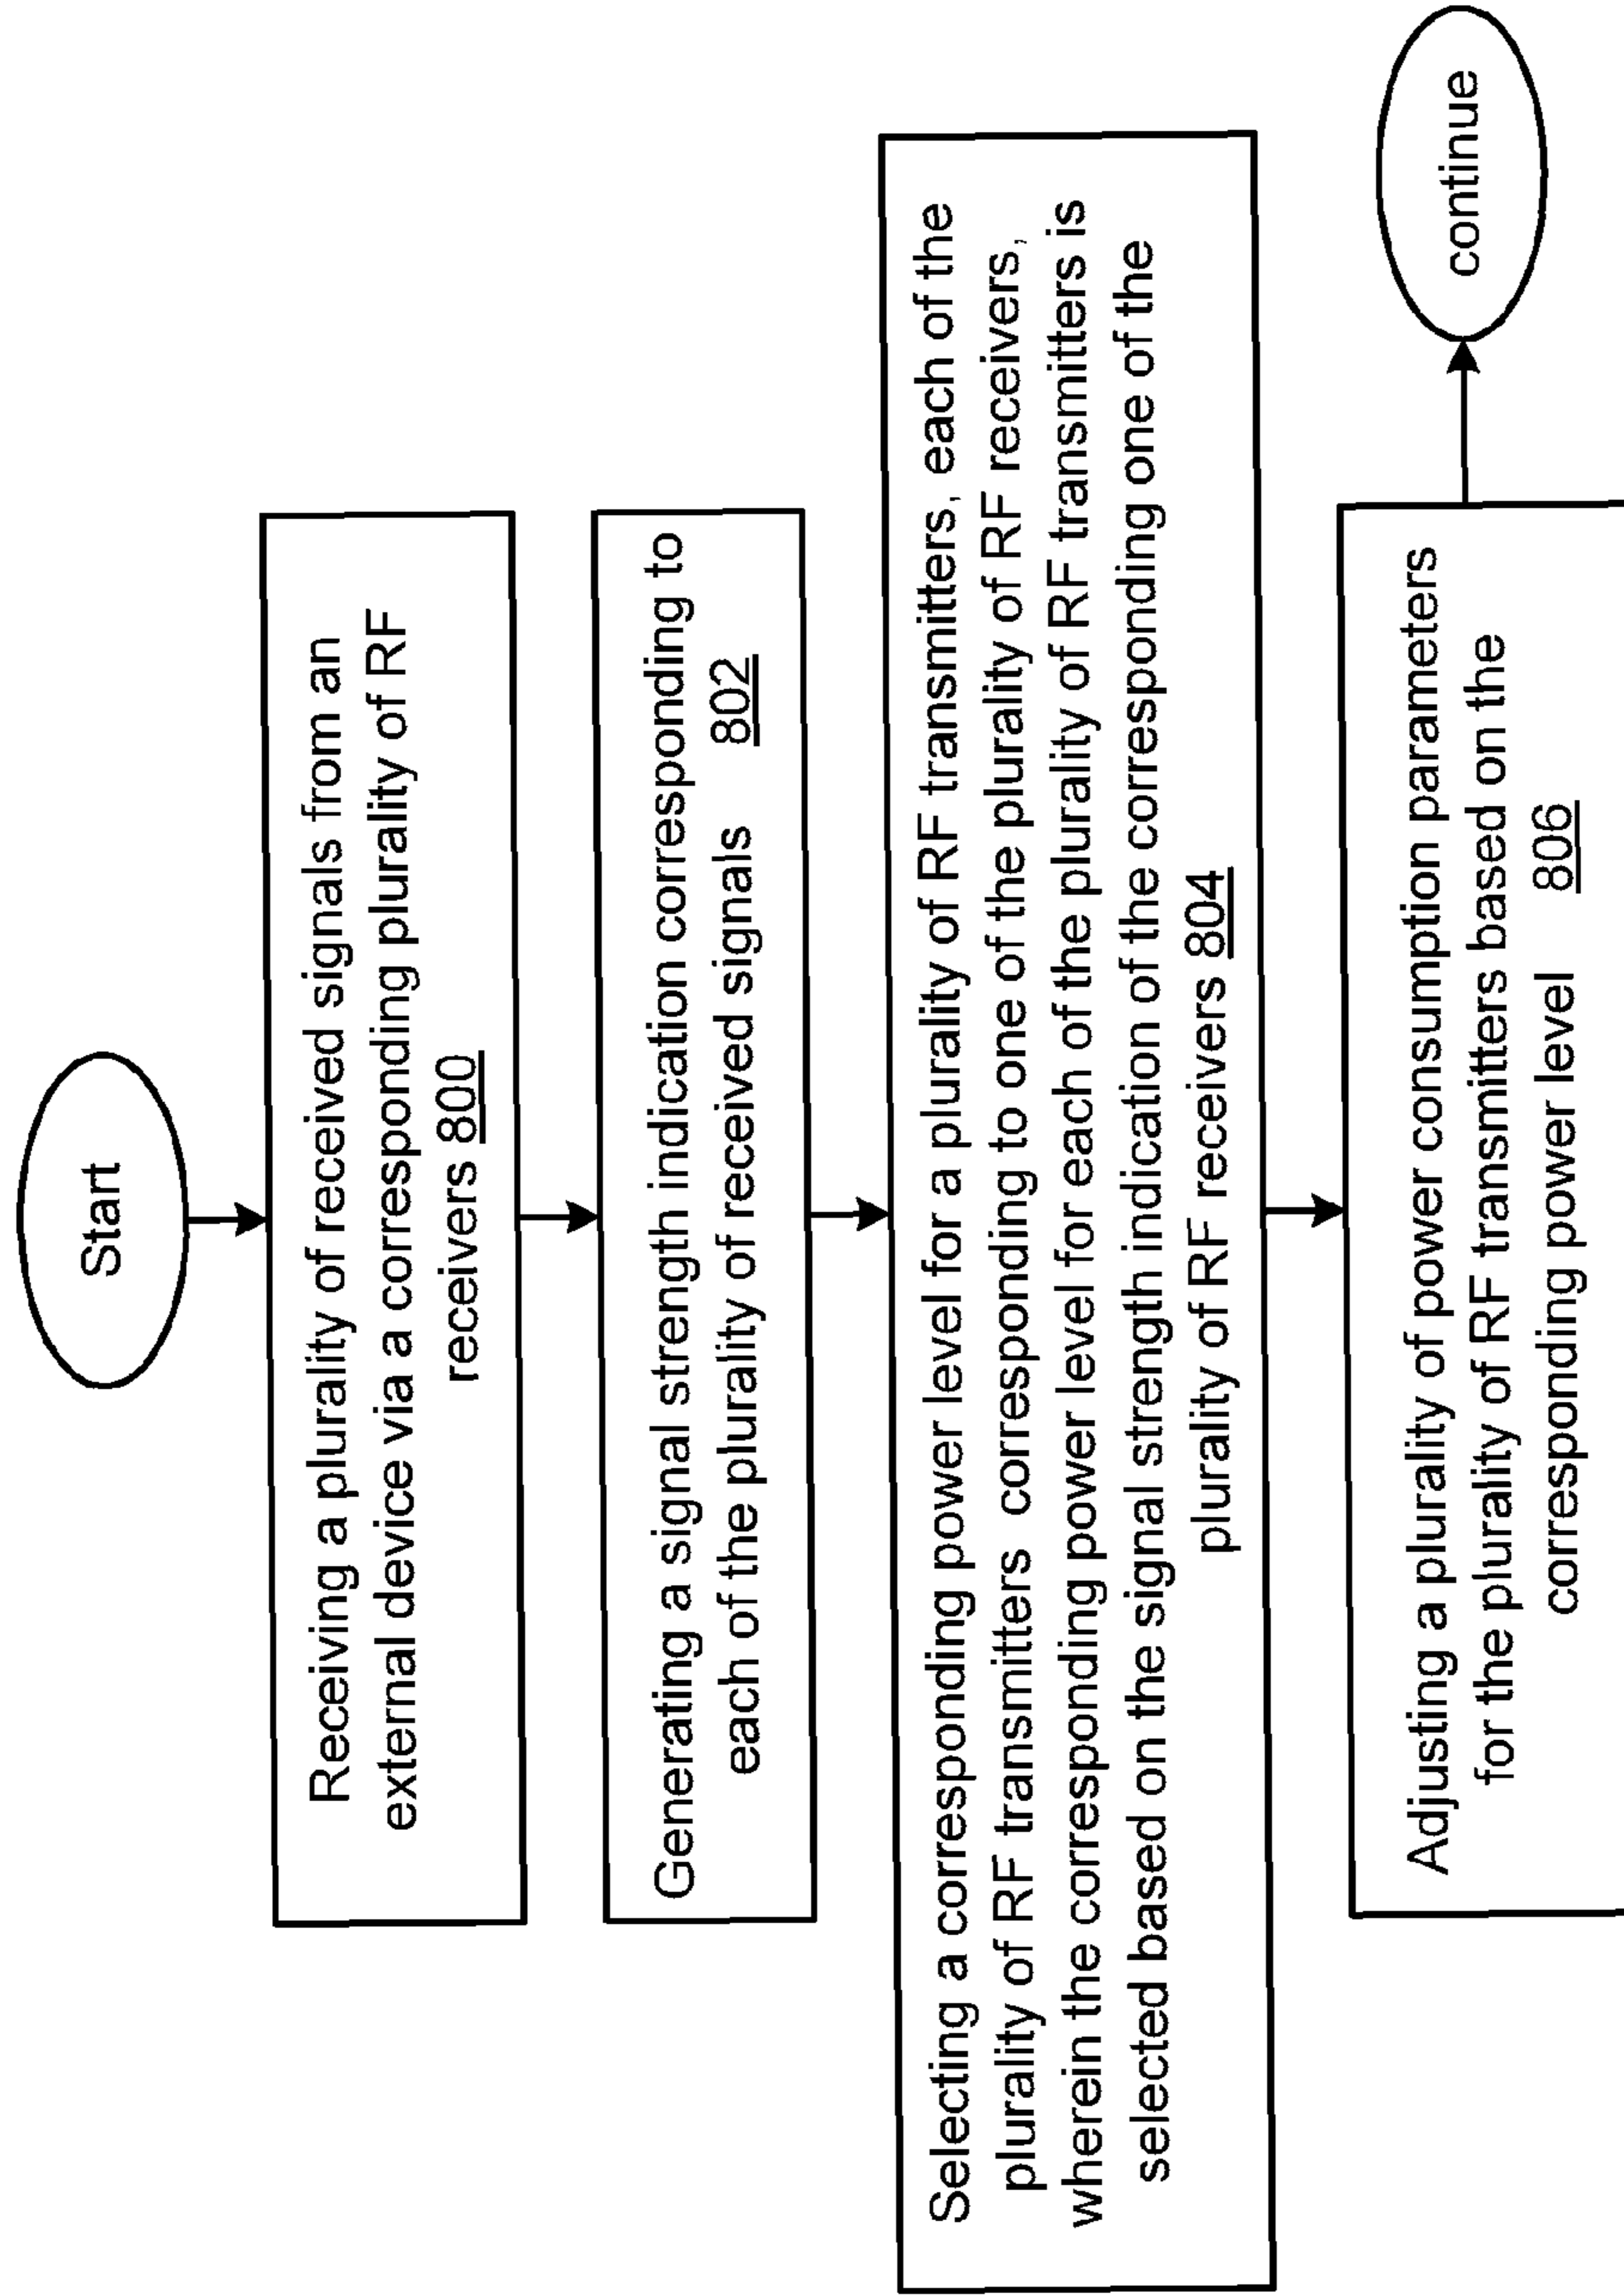 Start
Receiving a plurality of received signals from an
external device via a corresponding plurality of RF
receivers 800
Generating a signal strength indication corresponding to
each of the plurality of received signals 802
Selecting a corresponding power level for a plurality of RF transmitters, each of the
plurality of RF transmitters corresponding to one of the plurality of RF receivers,
wherein the corresponding power level for each of the plurality of RF transmitters is
selected based on the signal strength indication of the corresponding one of the
plurality of RF receivers 804
Adjusting a plurality of power consumption parameters
for the plurality of RF transmitters based on the
corresponding power level 806
continue